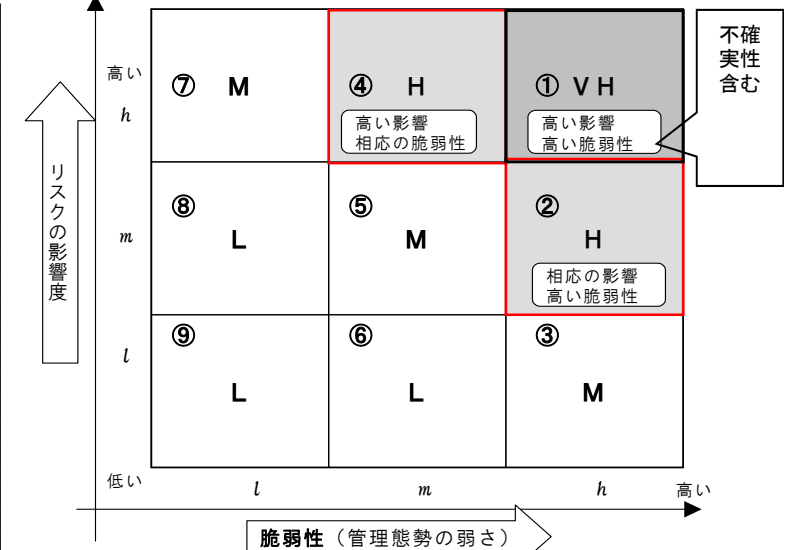 高い
h
リスクの影響度
⑦ M
④ H
高い影響
相応の脆弱性
① VH
高い影響
高い脆弱性
不確
実性
含む
m
⑧
L
⑤
M
②
H
相応の影響
高い脆弱性
l
⑨
L
⑥
L
③
M
低い
l
m
h
高い
脆弱性（管理態勢の弱さ）